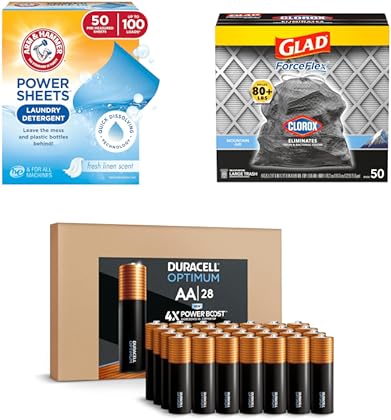 ARM & HAMMER
50
PRE-MEASURED
SHEETS
UP TO
100
LOADS
POWER
SHEETS
LAUNDRY
DETERGENT
Leave the mess
and plastic bottles
behind!
QUICK DISSOLVING
TECHNOLOGY
fresh linen scent
HE & FOR ALL
MACHINES
GLAD
ForceFlex
80+
LBS
CLOROX
MOUNTAIN
AIR
ELIMINATES
LARGE TRASH
50
DURACELL
OPTIMUM
AA|28
NEW
4X POWER BOOST
DURACELL
OPTIMUM